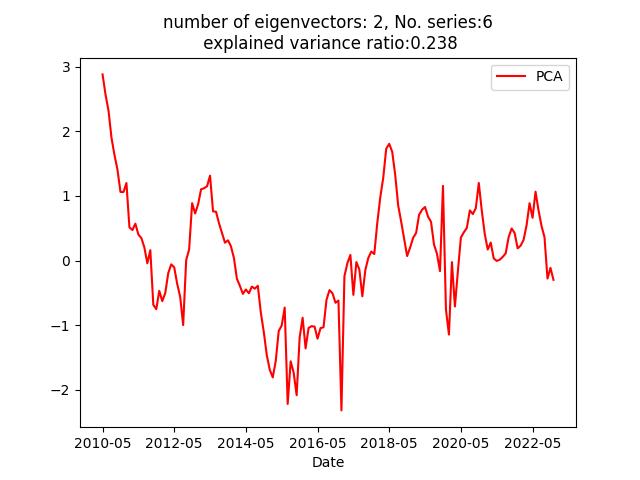 number of eigenvectors: 2, No. series:6
explained variance ratio:0.238
PCA
3
2
1
0
−1
−2
2010-05 2012-05 2014-05 2016-05 2018-05 2020-05 2022-05
Date